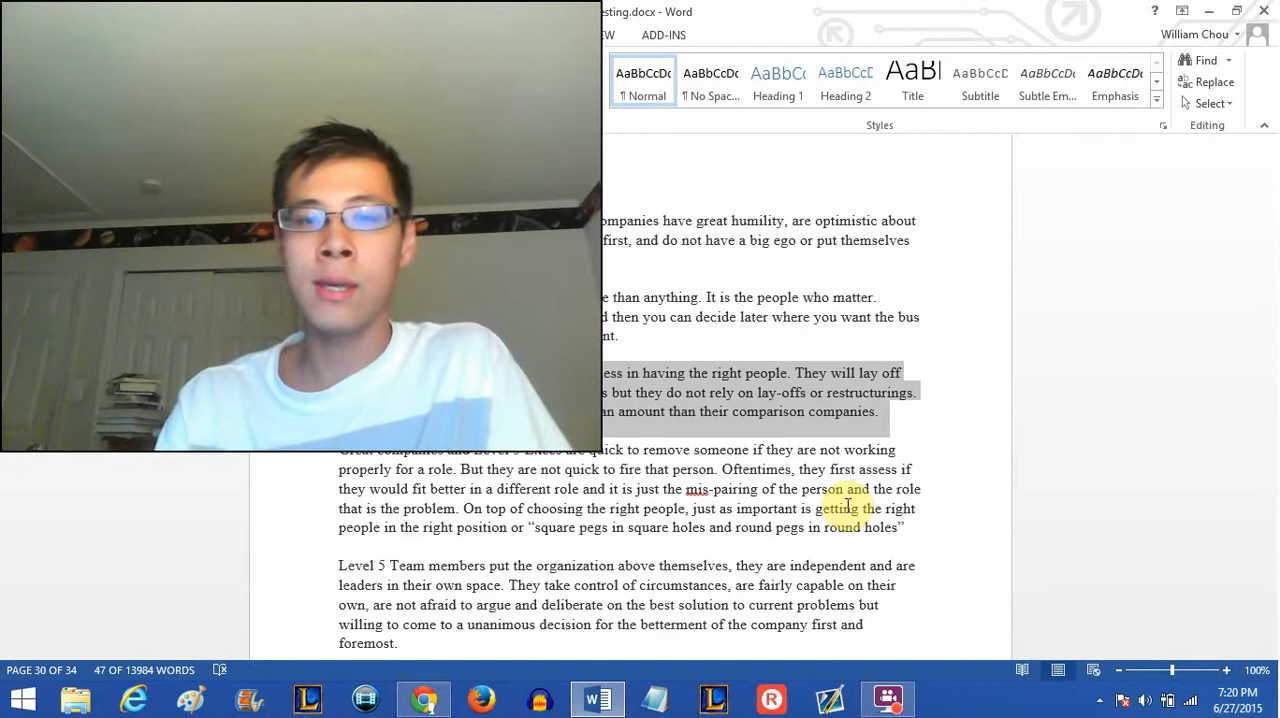 esting.docx - Word
?
EW
ADD-INS
William Chou
AaBbCcDc
AaBbCcDc
AaBbCc
AaBbCcD
AaBl
AaBbCcD
AaBbCcDc
AaBbCcDc
¶ Normal
¶ No Spac...
Heading 1
Heading 2
Title
Subtitle
Subtle Em...
Emphasis
Styles
Find
Replace
Select
Editing
ompanies have great humility, are optimistic about
first, and do not have a big ego or put themselves
e than anything. It is the people who matter.
d then you can decide later where you want the bus
nt.
ess in having the right people. They will lay off
s but they do not rely on lay-offs or restructurings.
an amount than their comparison companies.
Great companies and Level 5 Execs are quick to remove someone if they are not working
properly for a role. But they are not quick to fire that person. Oftentimes, they first assess if
they would fit better in a different role and it is just the mis-pairing of the person and the role
that is the problem. On top of choosing the right people, just as important is getting the right
people in the right position or “square pegs in square holes and round pegs in round holes”
Level 5 Team members put the organization above themselves, they are independent and are
leaders in their own space. They take control of circumstances, are fairly capable on their
own, are not afraid to argue and deliberate on the best solution to current problems but
willing to come to a unanimous decision for the betterment of the company first and
foremost.
PAGE 30 OF 34
47 OF 13984 WORDS
100%
7:20 PM
6/27/2015